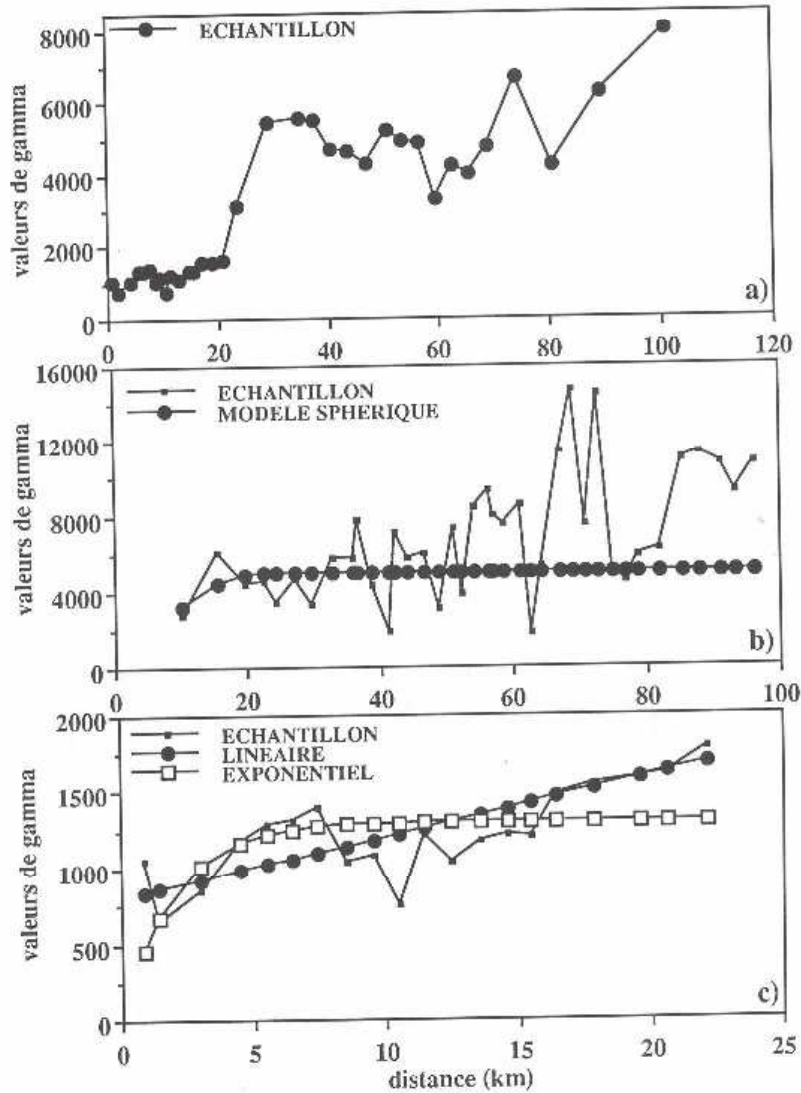 8000
ECHANTILLON
6000
4000
2000
0
valeurs de gamma
a)
0 20 40 60 80 100 120
16000
ECHANTILLON
MODELE SPHERIQUE
12000
8000
4000
0
valeurs de gamma
b)
0 20 40 60 80 100
2000
ECHANTILLON
LINEAIRE
EXPONENTIEL
1500
1000
500
0
valeurs de gamma
c)
0 5 10 15 20 25
distance (km)